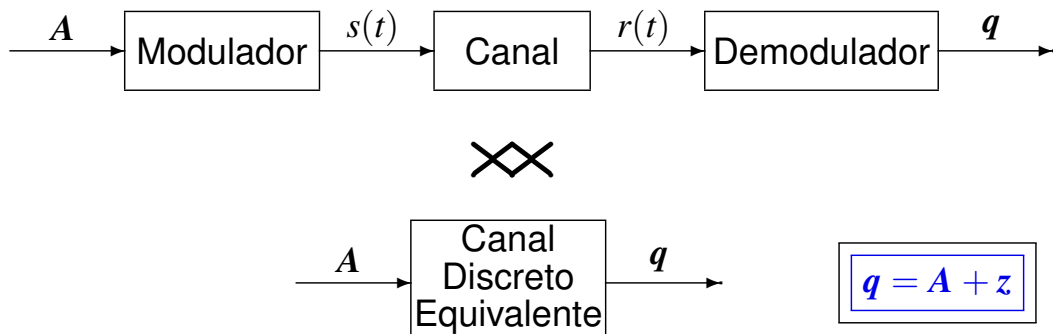 A
Modulador
s(t)
Canal
r(t)
Demodulador
q
A
Canal
Discreto
Equivalente
q
q = A + z